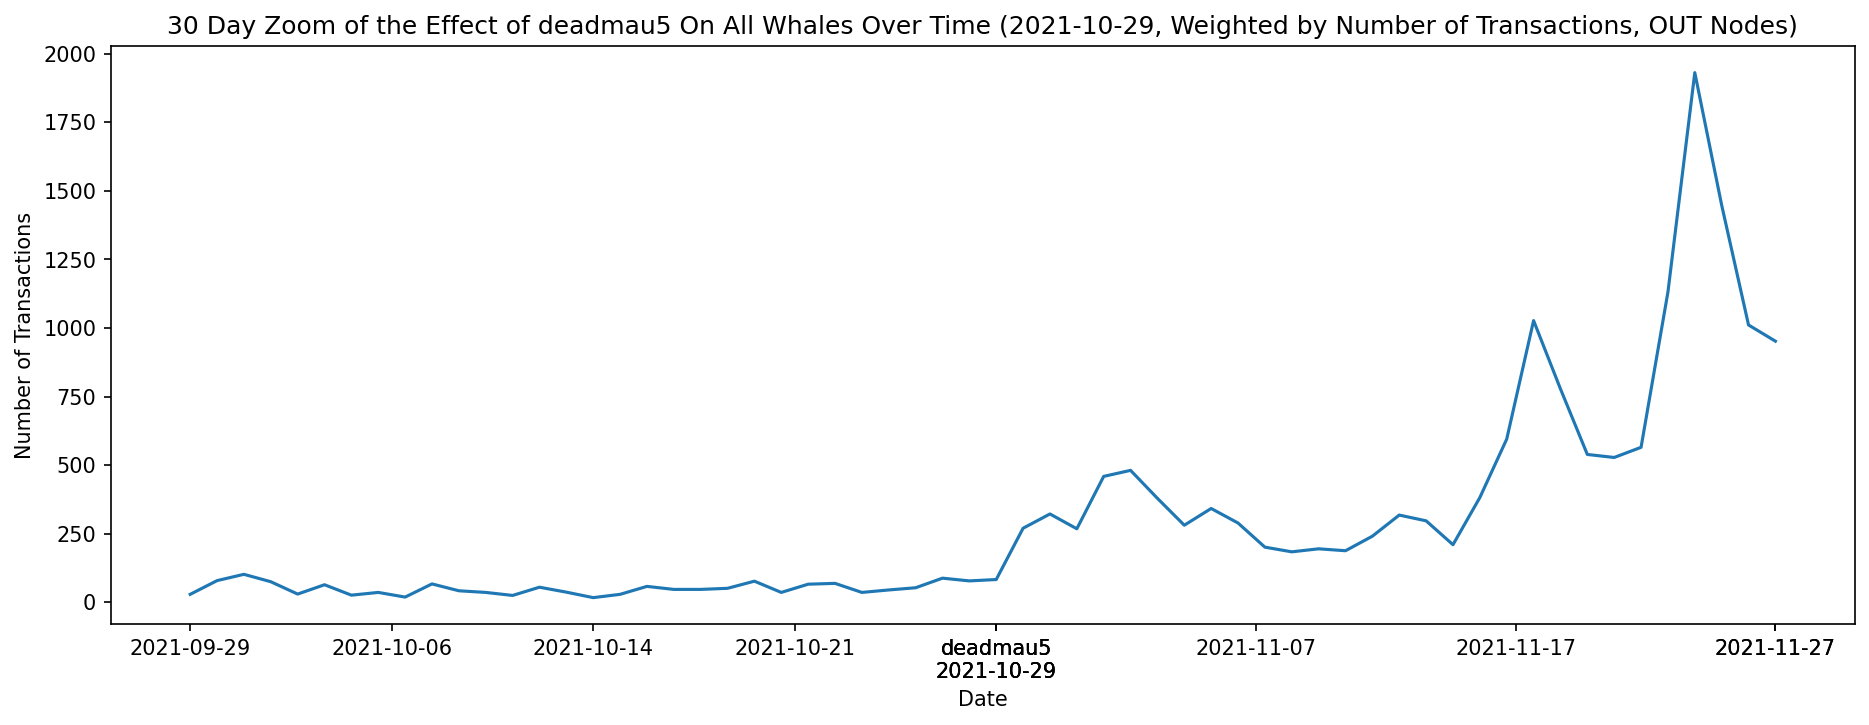 30 Day Zoom of the Effect of deadmau5 On All Whales Over Time (2021-10-29, Weighted by Number of Transactions, OUT Nodes)
2000
1750
1500
1250
1000
750
500
250
0
Number of Transactions
2021-09-29 2021-10-06 2021-10-14 2021-10-21 deadmau5 2021-11-07 2021-11-17 2021-11-27
2021-10-29
Date